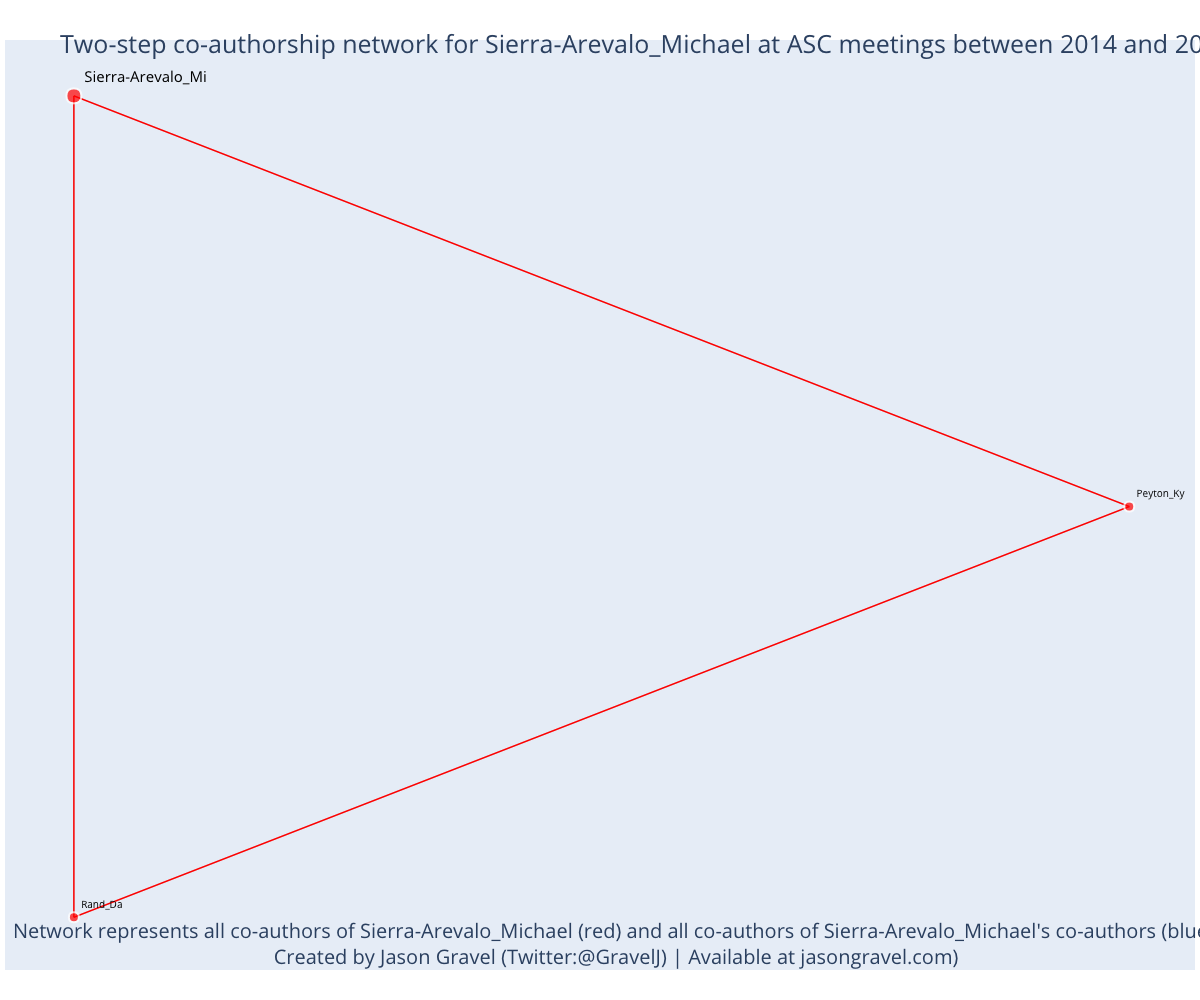 Two-step co-authorship network for Sierra-Arevalo_Michael at ASC meetings between 2014 and 20
Sierra-Arevalo_Mi
Peyton_Ky
Rand_Da
Network represents all co-authors of Sierra-Arevalo_Michael (red) and all co-authors of Sierra-Arevalo_Michael's co-authors (blue
Created by Jason Gravel (Twitter:@GravelJ) | Available at jasongravel.com)